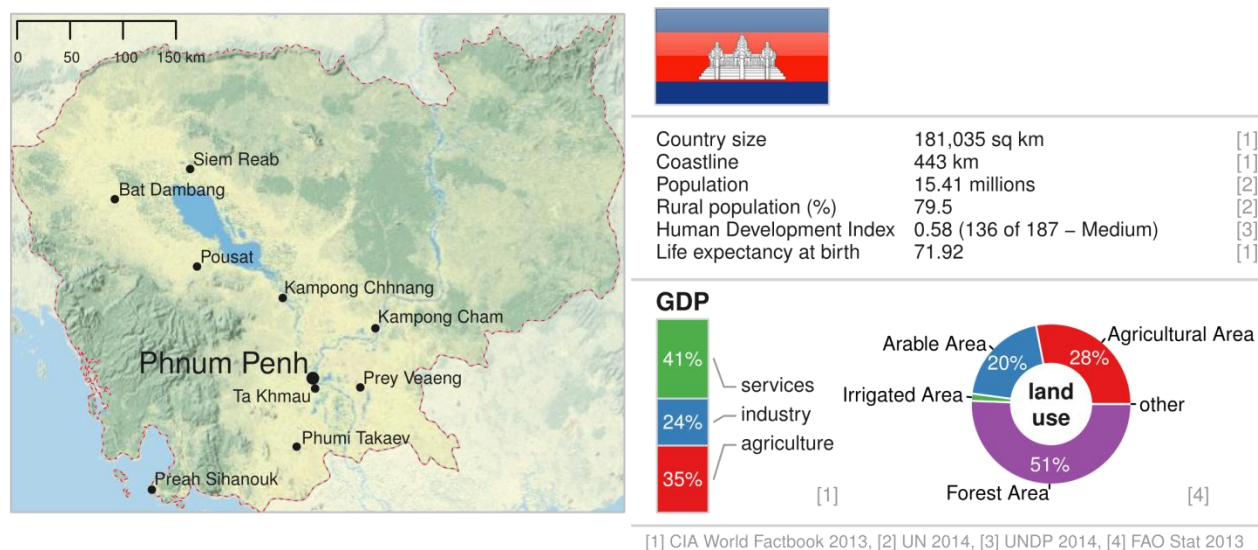 0 50 100 150 km
Siem Reab
Bat Dambang
Pousat
Kampong Chhnang
Kampong Cham
Phnum Penh
Ta Khmau
Prey Veaeng
Phumi Takaev
Preah Sihanouk
Country size 181,035 sq km [1]
Coastline 443 km [1]
Population 15.41 millions [2]
Rural population (%) 79.5 [2]
Human Development Index 0.58 (136 of 187 – Medium) [3]
Life expectancy at birth 71.92 [1]
GDP
41%
services
24%
industry
agriculture
35%
[1]
Arable Area
Agricultural Area
20%
28%
Irrigated Area
land
use
other
51%
Forest Area
[4]
[1] CIA World Factbook 2013, [2] UN 2014, [3] UNDP 2014, [4] FAO Stat 2013